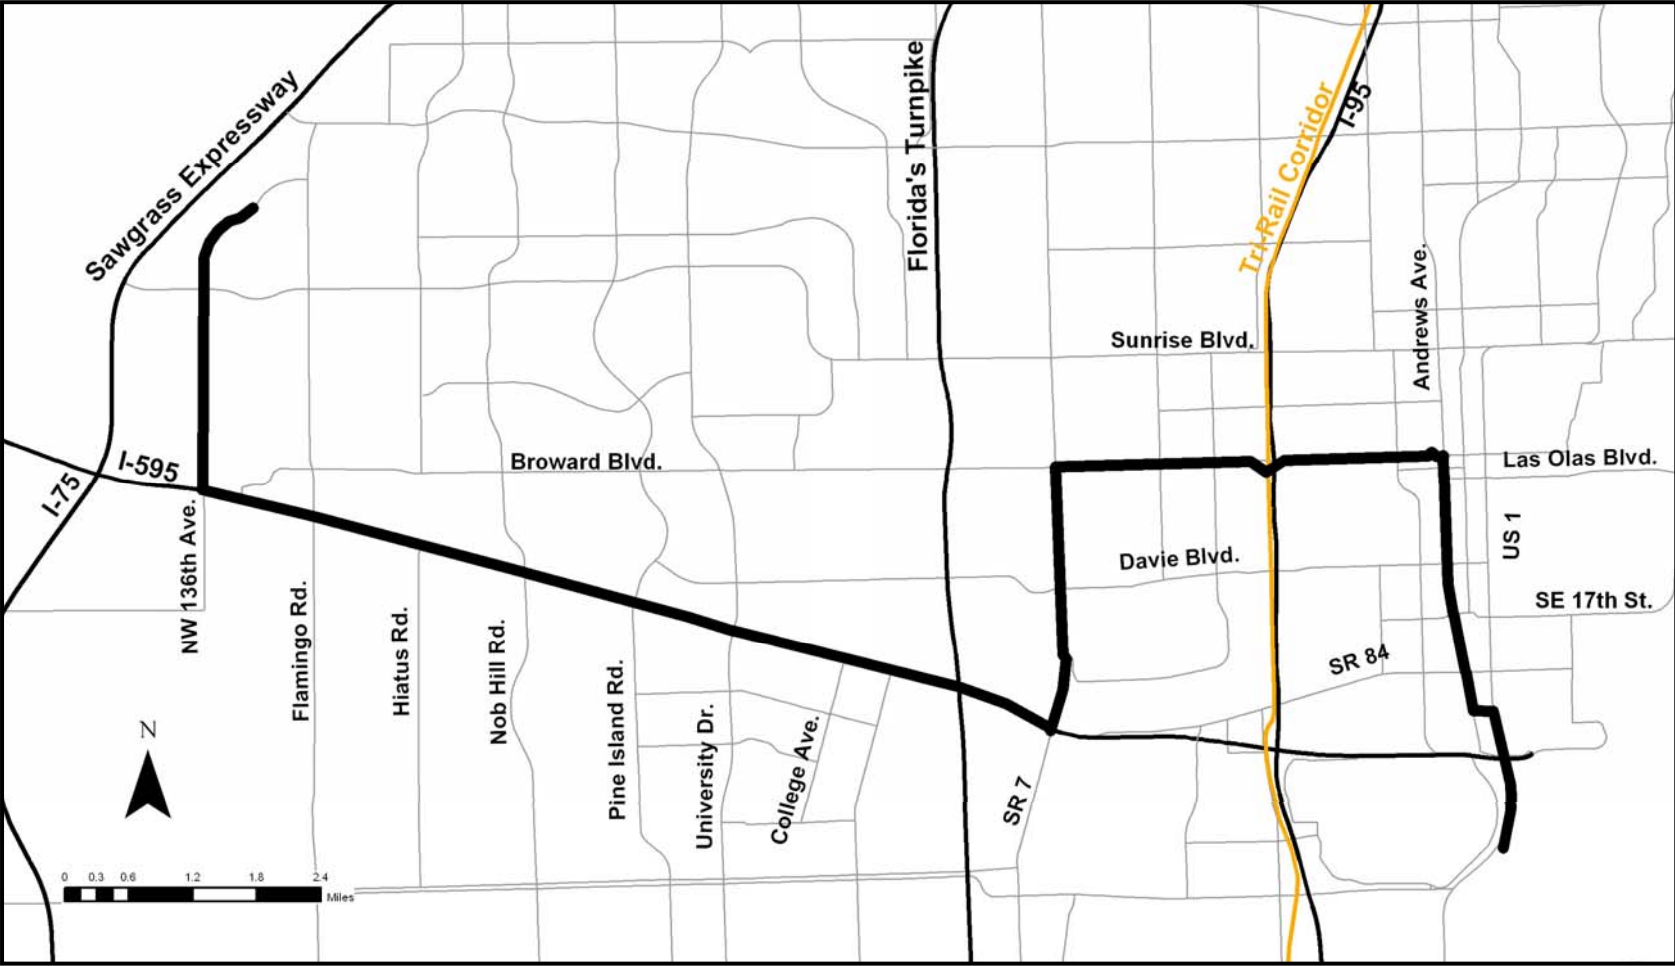 Sawgrass Expressway
Florida's Turnpike
Tri-Rail Corridor
I-95
Sunrise Blvd.
Andrews Ave.
I-595
I-75
Broward Blvd.
Las Olas Blvd.
NW 136th Ave.
US 1
Davie Blvd.
SE 17th St.
Flamingo Rd.
Hiatus Rd.
Nob Hill Rd.
Pine Island Rd.
University Dr.
College Ave.
SR 84
SR 7
N
0 0.3 0.6 1.2 1.8 2.4
Miles